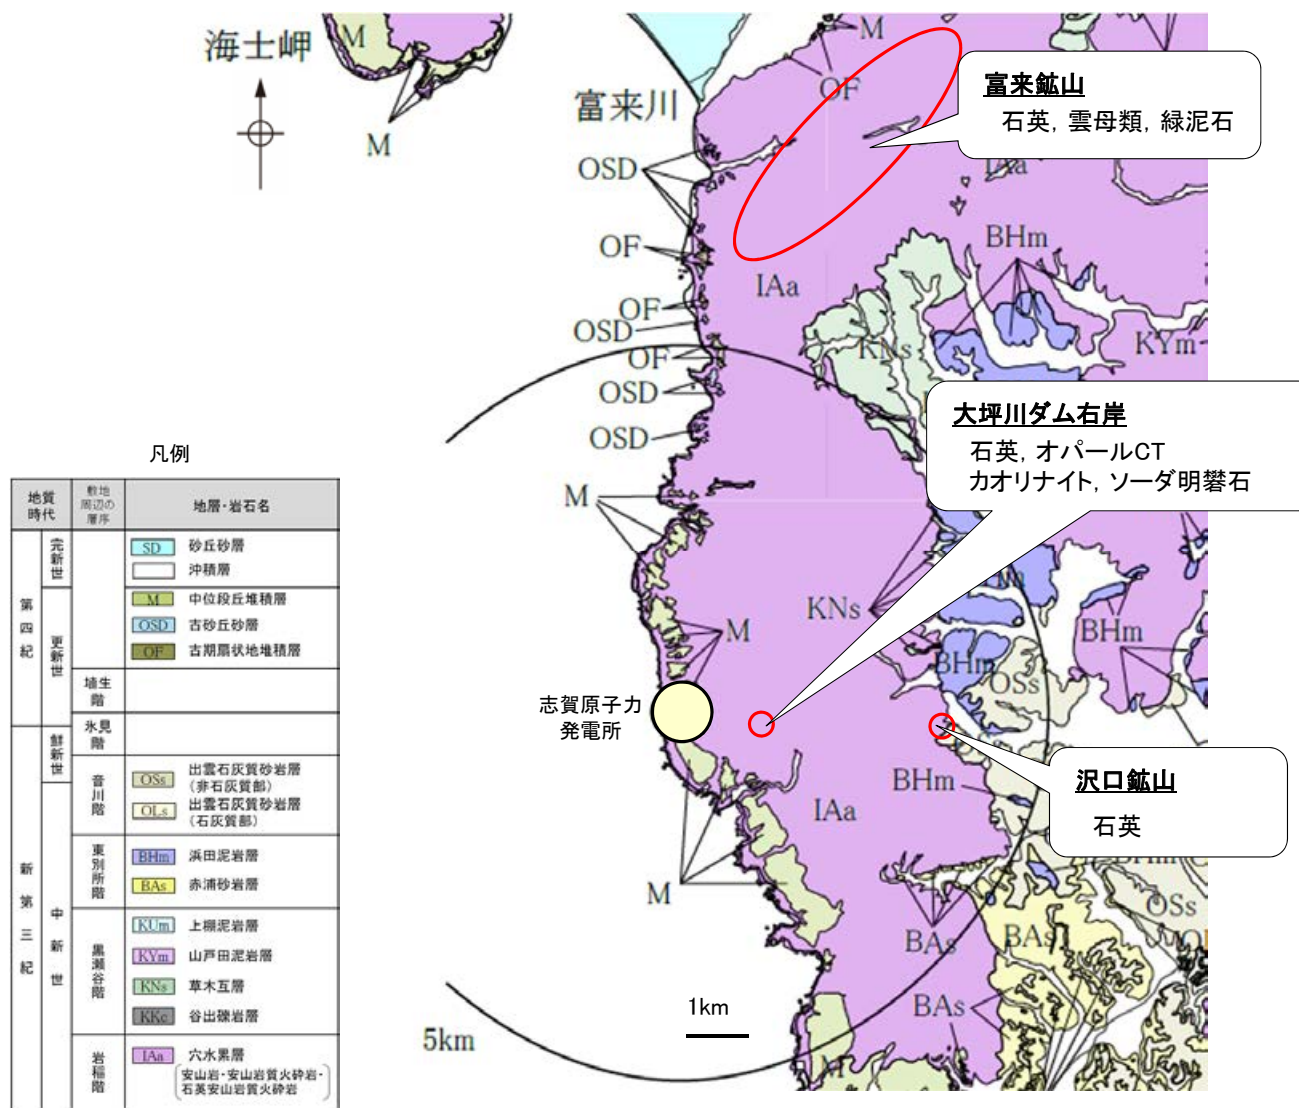 海士岬
M
M
M
OF
富来川
OSD
富来鉱山
石英, 雲母類, 緑泥石
IAa
BHm
OF
IAa
OF
OSD
OF
KNs
KYm
OSD
OSD
大坪川ダム右岸
石英, オパールCT
カオリナイト, ソーダ明礬石
M
KNs
M
BHm
BHm
OSs
志賀原子力
発電所
BHm
IAa
沢口鉱山
石英
M
BAs
BAs
OSs
BAs
1km
5km
M
凡例
地質
時代
敷地
周辺の
層序
地層・岩石名
第四紀
完新世
SD 砂丘砂層
沖積層
更新世
M 中位段丘堆積層
OSD 古砂丘砂層
OF 古期扇状地堆積層
埴生
階
新第三紀
鮮新世
氷見
階
中新世
音川階
OSs 出雲石灰質砂岩層
(非石灰質部)
OLs 出雲石灰質砂岩層
(石灰質部)
東別所階
BHm 浜田泥岩層
BAs 赤浦砂岩層
黒瀬谷階
KUm 上棚泥岩層
KYm 山戸田泥岩層
KNs 草木互層
KKc 谷出礫岩層
岩稲階
IAa 穴水累層
安山岩・安山岩質火砕岩・
石英安山岩質火砕岩